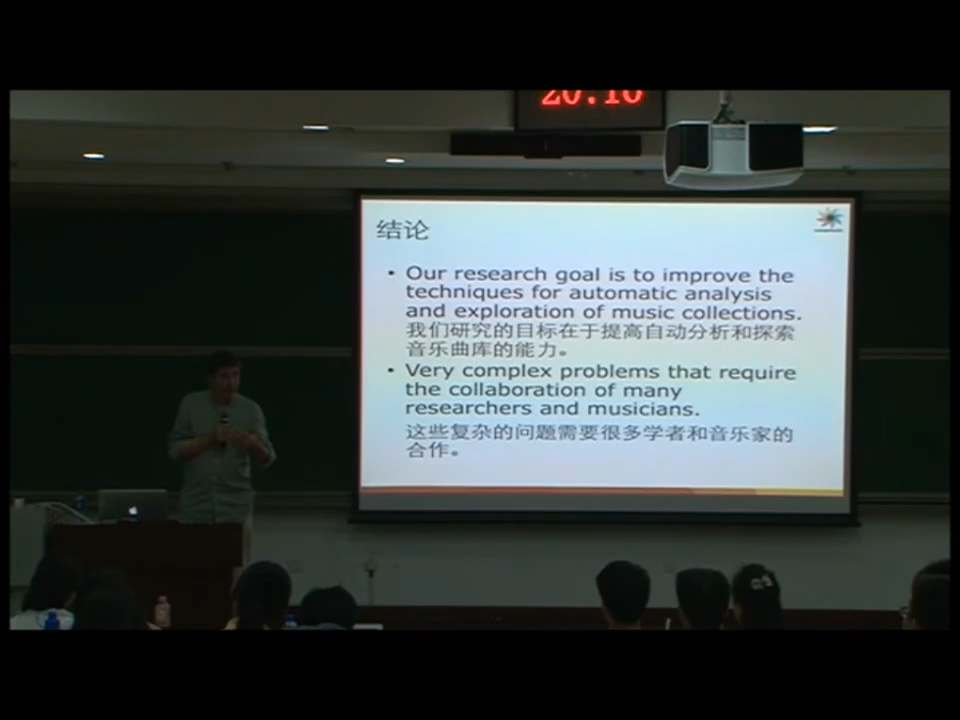 20:10
结论
• Our research goal is to improve the
techniques for automatic analysis
and exploration of music collections.
我们研究的目标在于提高自动分析和探索
音乐曲库的能力。
• Very complex problems that require
the collaboration of many
researchers and musicians.
这些复杂的问题需要很多学者和音乐家的
合作。